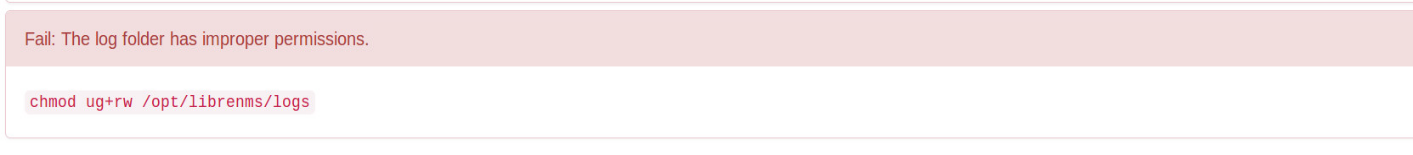 Fail: The log folder has improper permissions.
chmod ug+rw /opt/librenms/logs